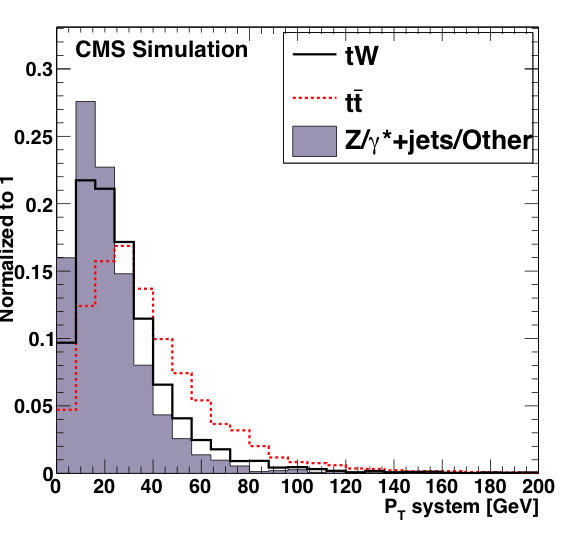 CMS Simulation
tW
tt̄
Z/γ*+jets/Other
Normalized to 1
0.3
0.25
0.2
0.15
0.1
0.05
0
0 20 40 60 80 100 120 140 160 180 200
P_T system [GeV]